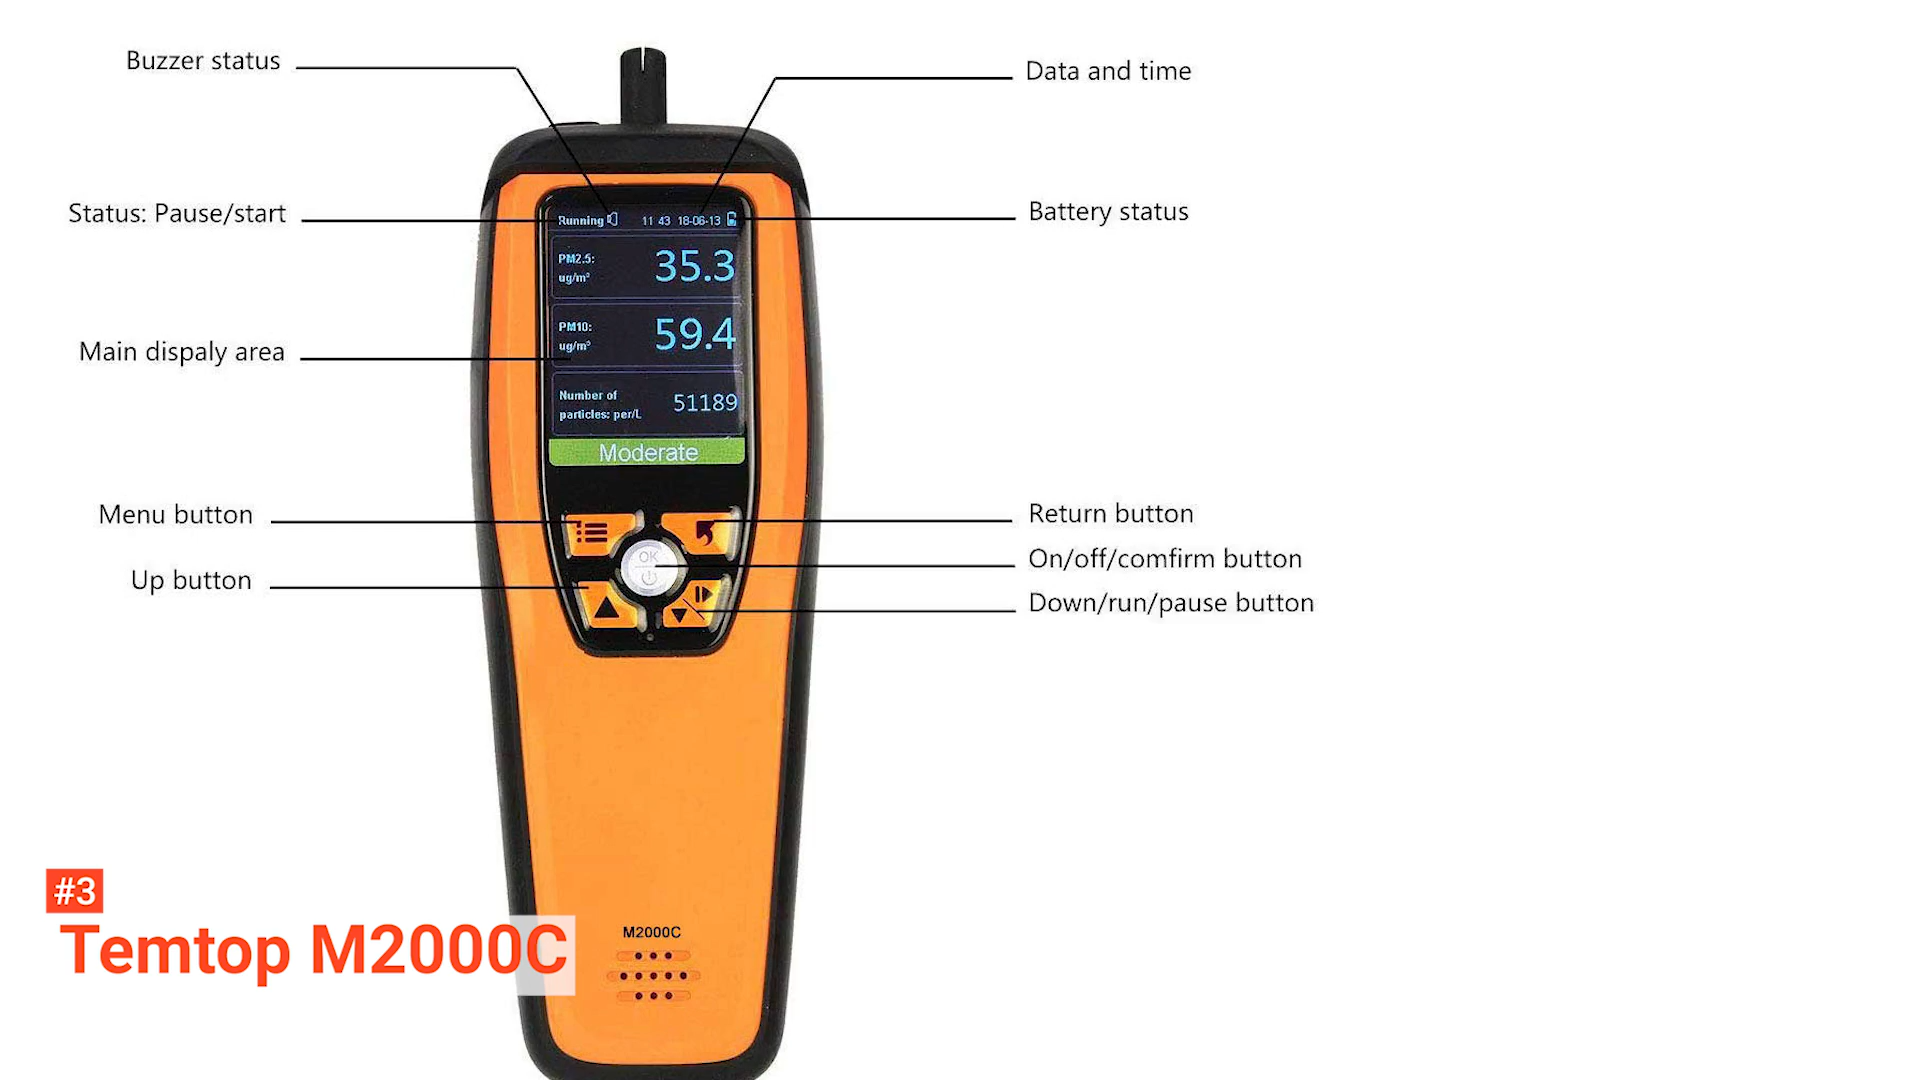 Buzzer status
Data and time
Status: Pause/start
Battery status
Running 11 43 18-06-13
PM2.5:
ug/m³
35.3
Main dispaly area
PM10:
ug/m³
59.4
Number of
particles: per/L
51189
Moderate
Menu button
Return button
OK
On/off/comfirm button
Up button
Down/run/pause button
#3
Temtop M2000C
M2000C